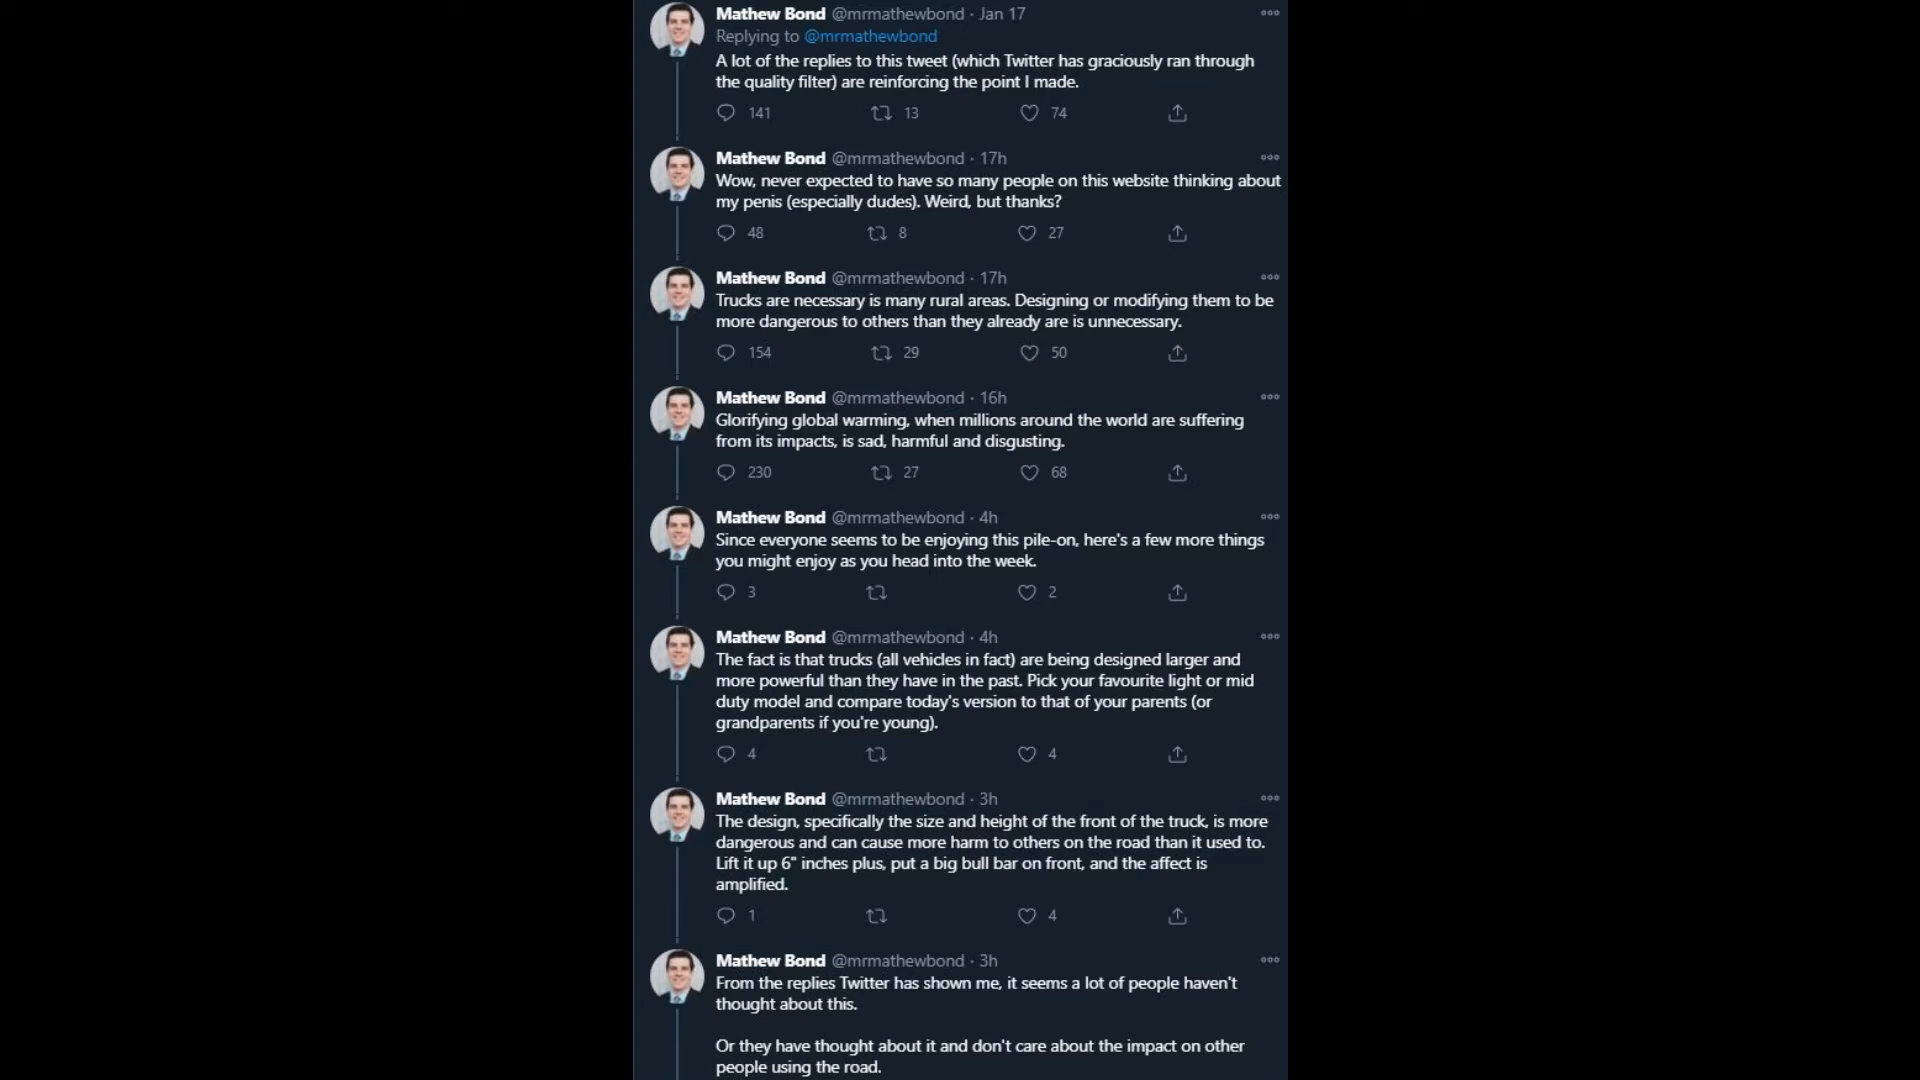 Mathew Bond @mrmathewbond · Jan 17
Replying to @mrmathewbond
A lot of the replies to this tweet (which Twitter has graciously ran through
the quality filter) are reinforcing the point I made.
141 13 74
Mathew Bond @mrmathewbond · 17h
Wow, never expected to have so many people on this website thinking about
my penis (especially dudes). Weird, but thanks?
48 8 27
Mathew Bond @mrmathewbond · 17h
Trucks are necessary is many rural areas. Designing or modifying them to be
more dangerous to others than they already are is unnecessary.
154 29 50
Mathew Bond @mrmathewbond · 16h
Glorifying global warming, when millions around the world are suffering
from its impacts, is sad, harmful and disgusting.
230 27 68
Mathew Bond @mrmathewbond · 4h
Since everyone seems to be enjoying this pile-on, here's a few more things
you might enjoy as you head into the week.
3 2
Mathew Bond @mrmathewbond · 4h
The fact is that trucks (all vehicles in fact) are being designed larger and
more powerful than they have in the past. Pick your favourite light or mid
duty model and compare today's version to that of your parents (or
grandparents if you're young).
4 4
Mathew Bond @mrmathewbond · 3h
The design, specifically the size and height of the front of the truck, is more
dangerous and can cause more harm to others on the road than it used to.
Lift it up 6" inches plus, put a big bull bar on front, and the affect is
amplified.
1 4
Mathew Bond @mrmathewbond · 3h
From the replies Twitter has shown me, it seems a lot of people haven't
thought about this.
Or they have thought about it and don't care about the impact on other
people using the road.